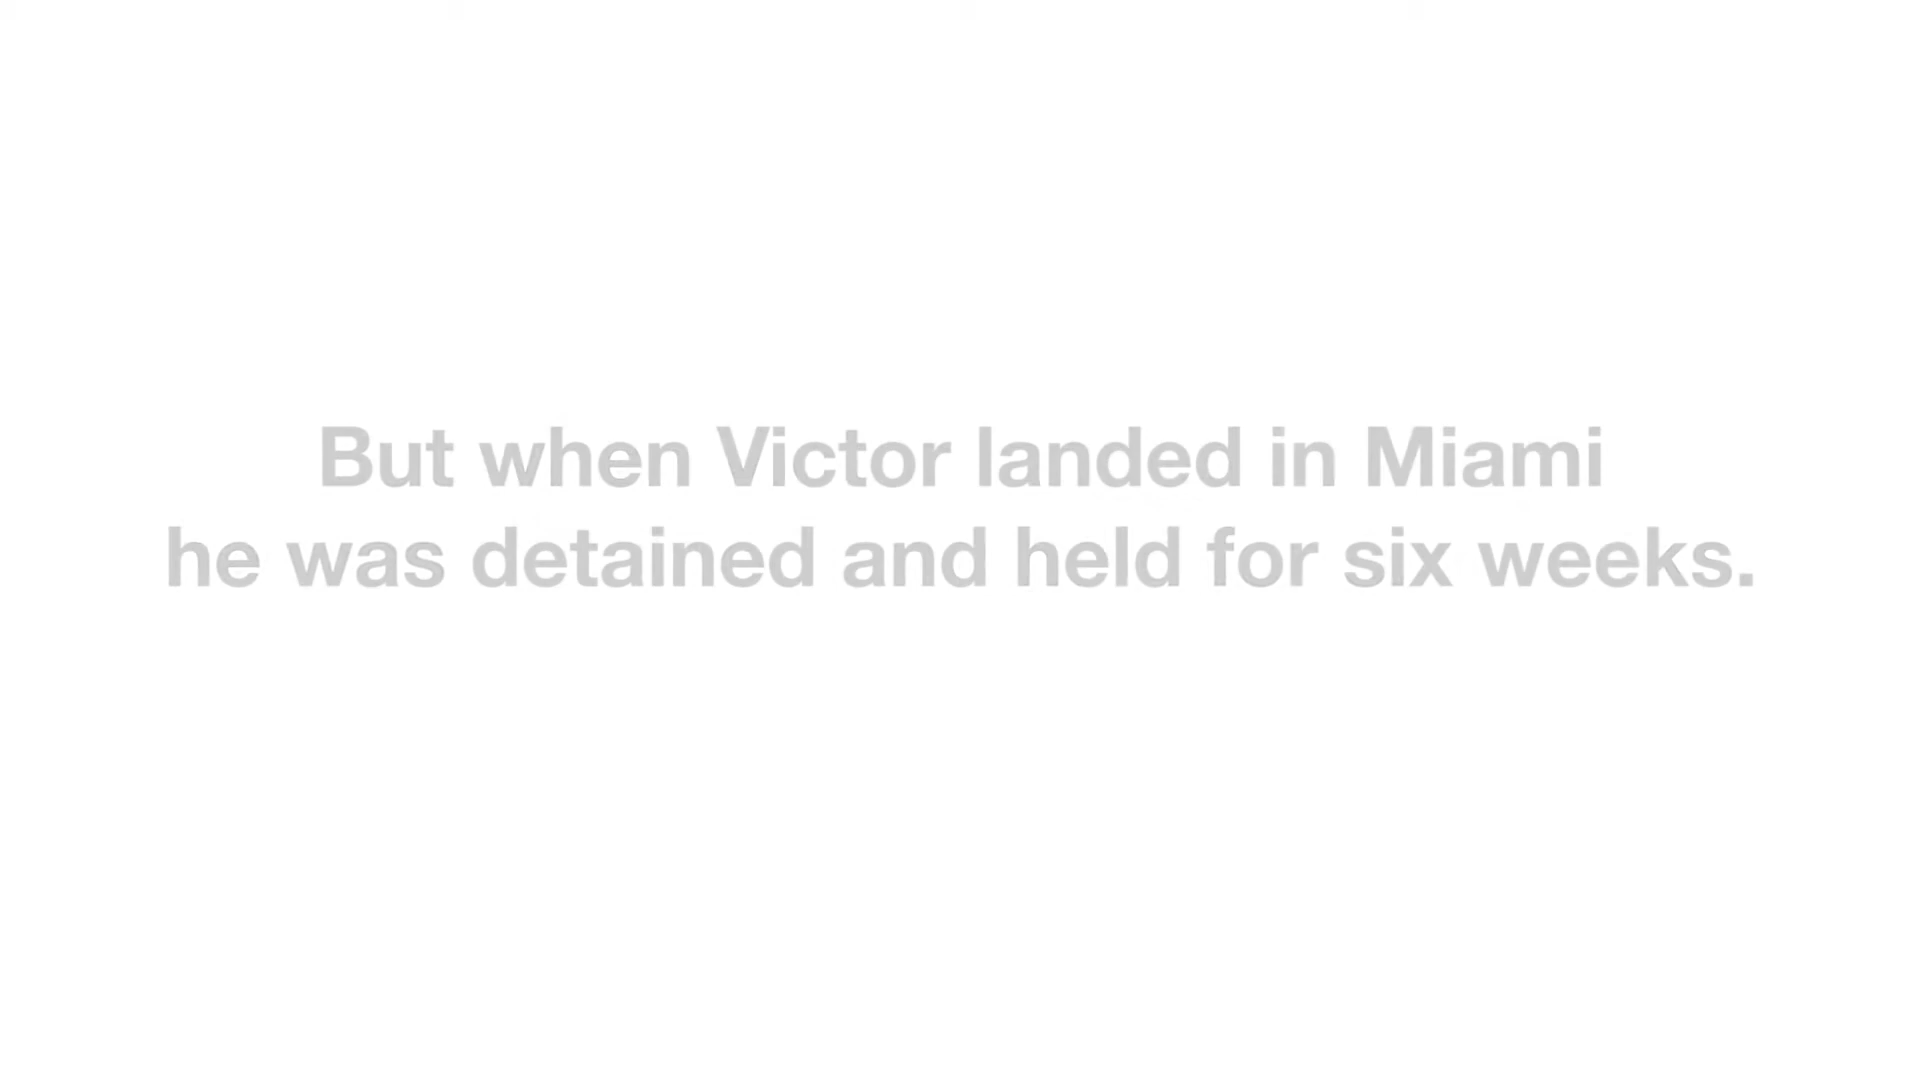 But when Victor landed in Miami
he was detained and held for six weeks.